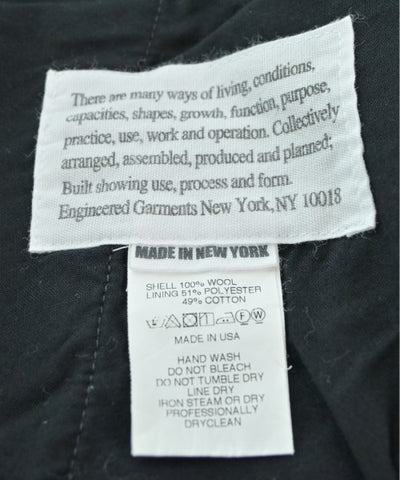 There are many ways of living, conditions,
capacities, shapes, growth, function, purpose,
practice, use, work and operation. Collectively
arranged, assembled, produced and planned;
Built showing use, process and form.
Engineered Garments New York, NY 10018
MADE IN NEW YORK
SHELL 100% WOOL
LINING 51% POLYESTER
49% COTTON
F W
MADE IN USA
HAND WASH
DO NOT BLEACH
DO NOT TUMBLE DRY
LINE DRY
IRON STEAM OR DRY
PROFESSIONALLY
DRYCLEAN